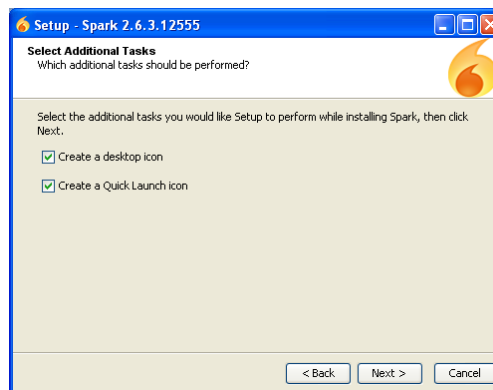 Setup - Spark 2.6.3.12555
Select Additional Tasks
Which additional tasks should be performed?
Select the additional tasks you would like Setup to perform while installing Spark, then click
Next.
Create a desktop icon
Create a Quick Launch icon
< Back Next > Cancel